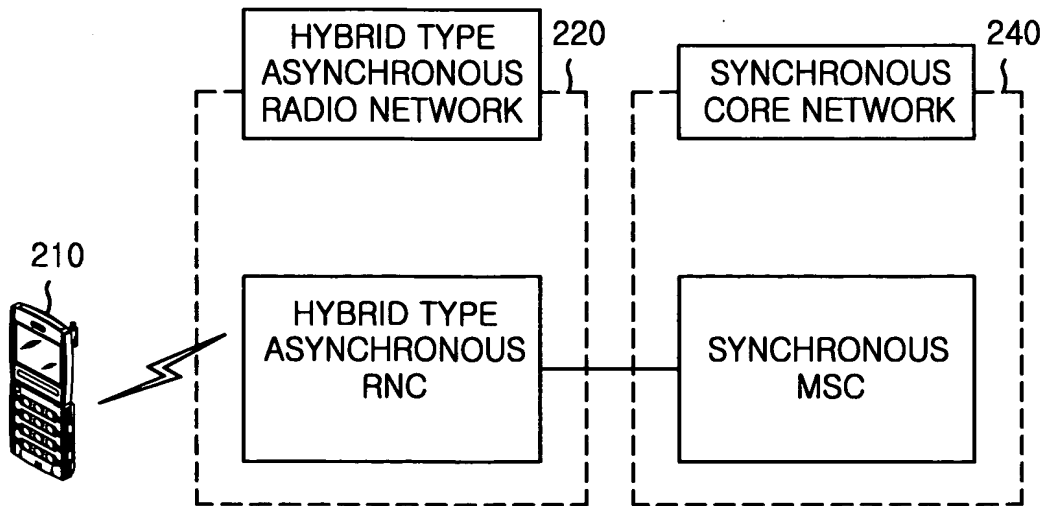 HYBRID TYPE
ASYNCHRONOUS
RADIO NETWORK
220
SYNCHRONOUS
CORE NETWORK
240
210
HYBRID TYPE
ASYNCHRONOUS
RNC
SYNCHRONOUS
MSC